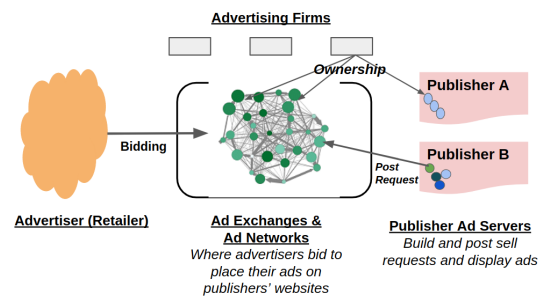 Advertising Firms
Ownership
Publisher A
Bidding
Publisher B
Post
Request
Advertiser (Retailer)
Ad Exchanges &
Ad Networks
Where advertisers bid to
place their ads on
publishers' websites
Publisher Ad Servers
Build and post sell
requests and display ads